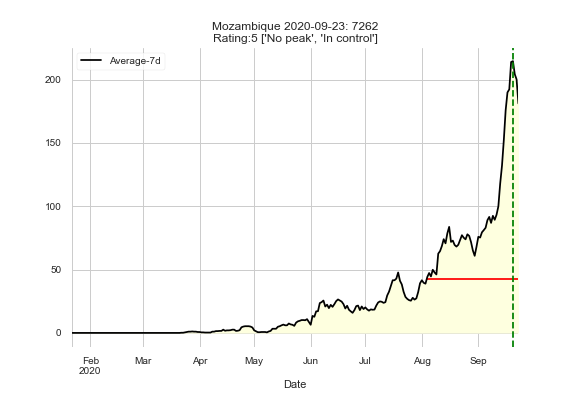 Mozambique 2020-09-23: 7262
Rating:5 ['No peak', 'In control']
Average-7d
200
150
100
50
0
Feb Mar Apr May Jun Jul Aug Sep
2020
Date